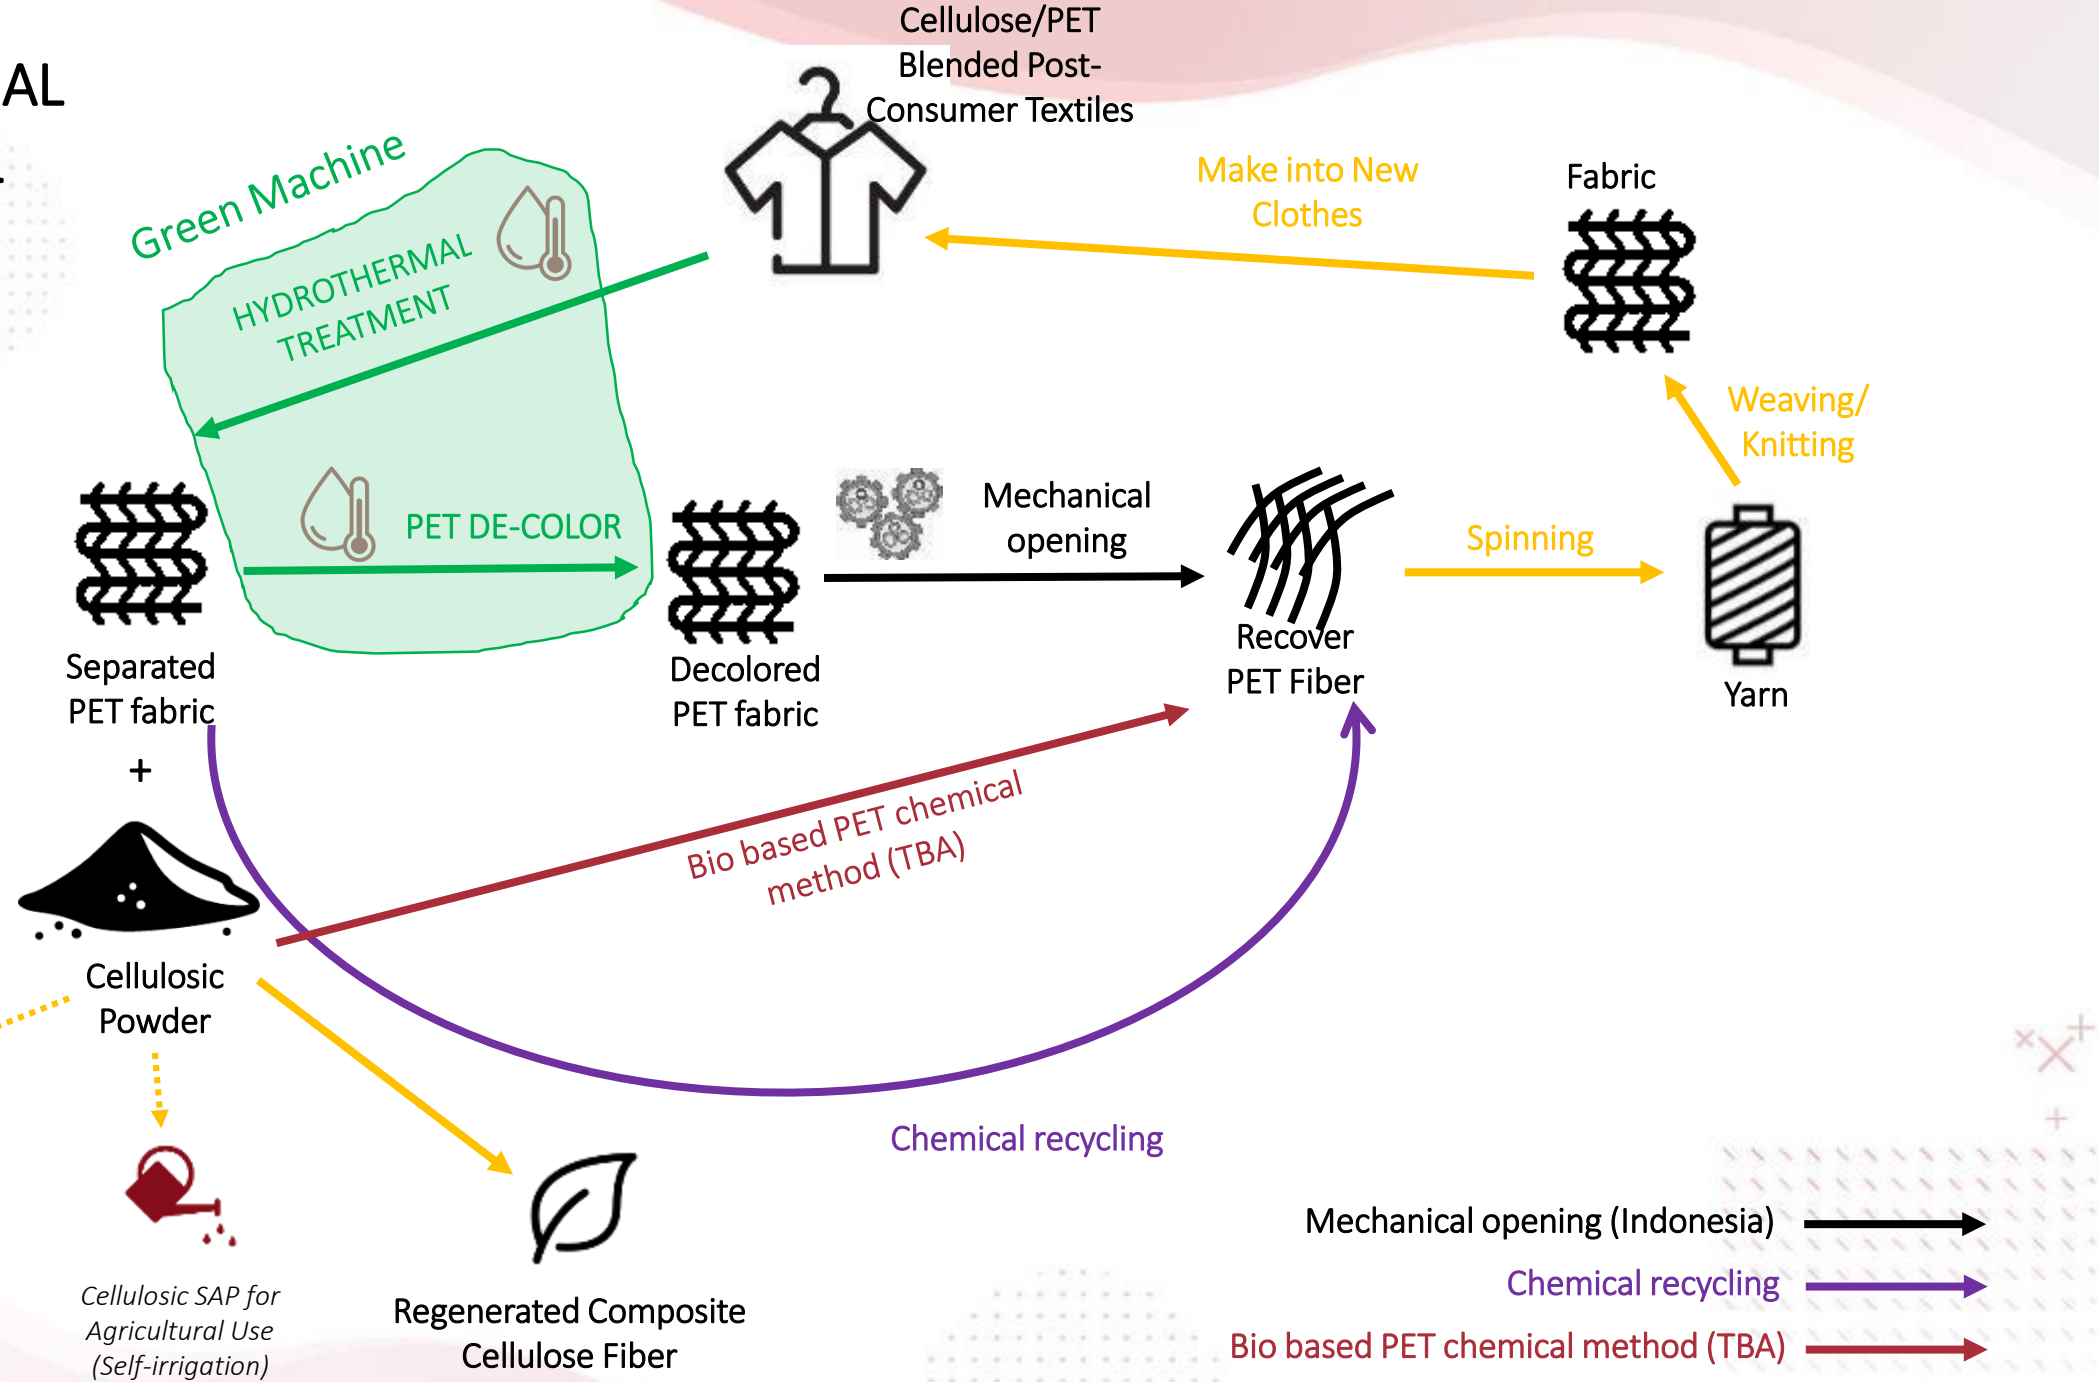 Cellulose/PET
Blended Post-
Consumer Textiles
AL
Green Machine
HYDROTHERMAL
TREATMENT
Make into New
Clothes
Fabric
Weaving/
Knitting
PET DE-COLOR
Mechanical
opening
Spinning
Separated
PET fabric
Decolored
PET fabric
Recover
PET Fiber
Yarn
+
Bio based PET chemical
method (TBA)
Cellulosic
Powder
Chemical recycling
Cellulosic SAP for
Agricultural Use
(Self-irrigation)
Regenerated Composite
Cellulose Fiber
Mechanical opening (Indonesia)
Chemical recycling
Bio based PET chemical method (TBA)